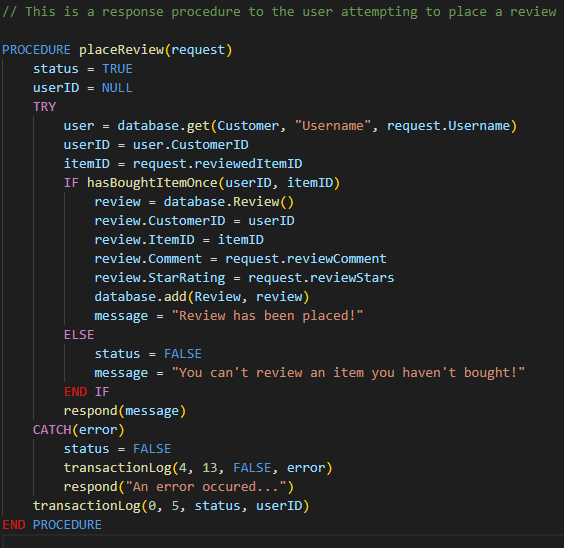 // This is a response procedure to the user attempting to place a review
PROCEDURE placeReview(request)
status = TRUE
userID = NULL
TRY
user = database.get(Customer, "Username", request.Username)
userID = user.CustomerID
itemID = request.reviewedItemID
IF hasBoughtItemOnce(userID, itemID)
review = database.Review()
review.CustomerID = userID
review.ItemID = itemID
review.Comment = request.reviewComment
review.StarRating = request.reviewStars
database.add(Review, review)
message = "Review has been placed!"
ELSE
status = FALSE
message = "You can't review an item you haven't bought!"
END IF
respond(message)
CATCH(error)
status = FALSE
transactionLog(4, 13, FALSE, error)
respond("An error occured...")
transactionLog(0, 5, status, userID)
END PROCEDURE